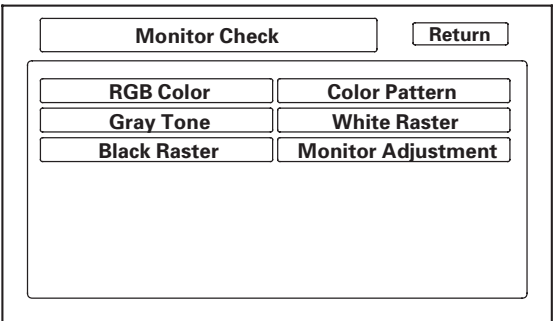 Monitor Check Return
RGB Color Color Pattern
Gray Tone White Raster
Black Raster Monitor Adjustment